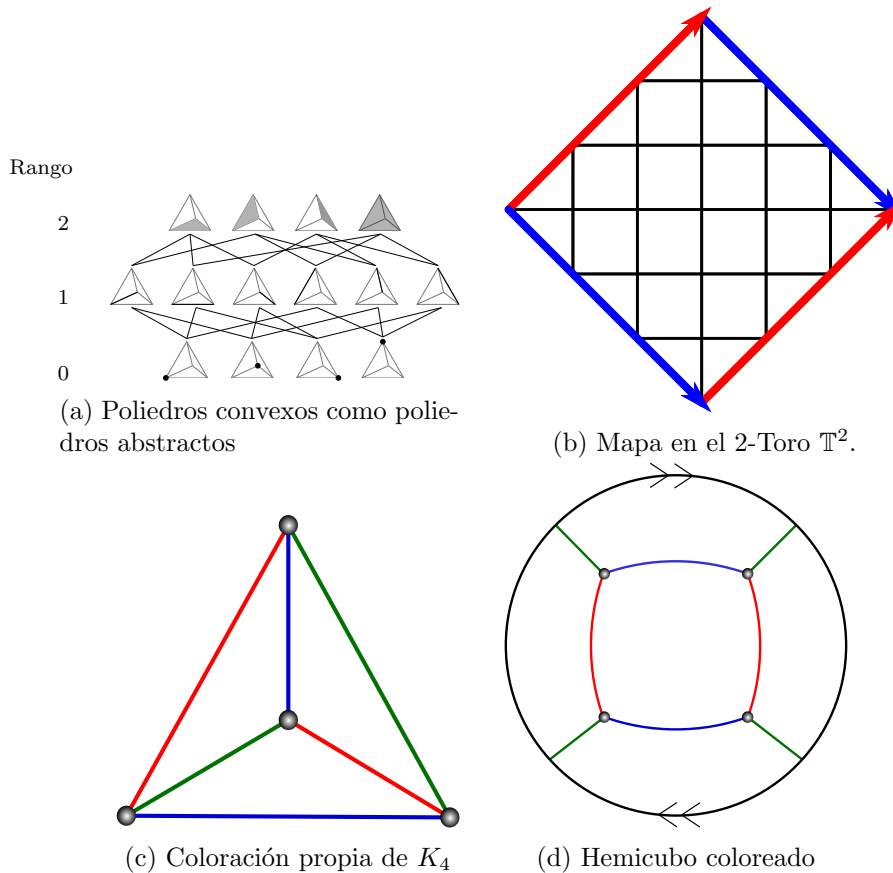 Rango
2
1
0
(a) Poliedros convexos como polie-
dros abstractos
(b) Mapa en el 2-Toro 𝕋².
(c) Coloración propia de K₄
(d) Hemicubo coloreado